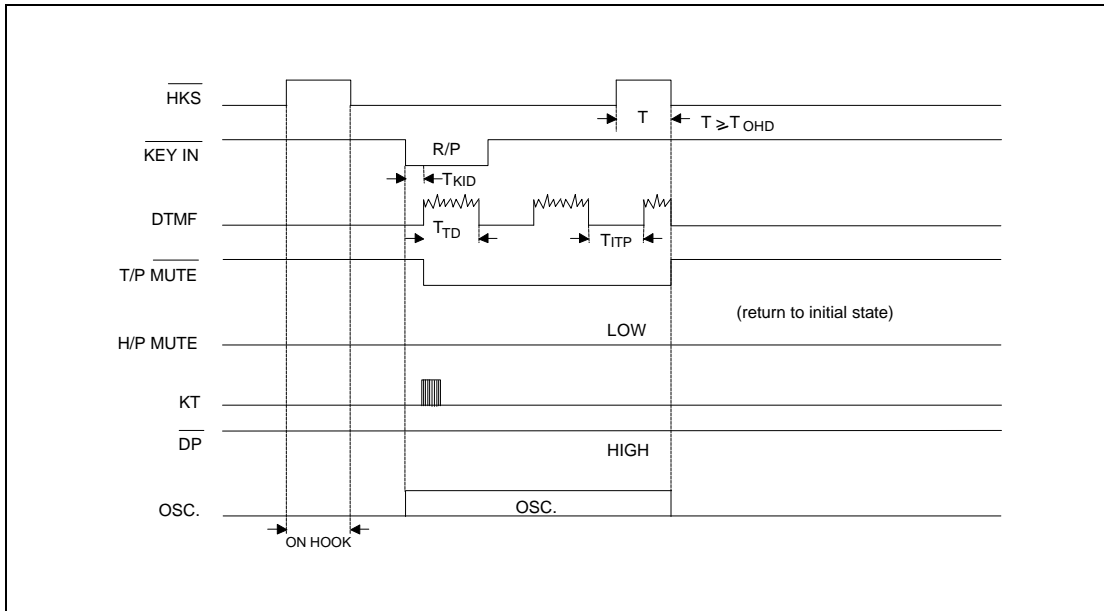 HKS
T
T ⩾ TOHD
KEY IN
R/P
TKID
DTMF
TTD
TITP
T/P MUTE
(return to initial state)
LOW
H/P MUTE
KT
DP
HIGH
OSC.
OSC.
ON HOOK